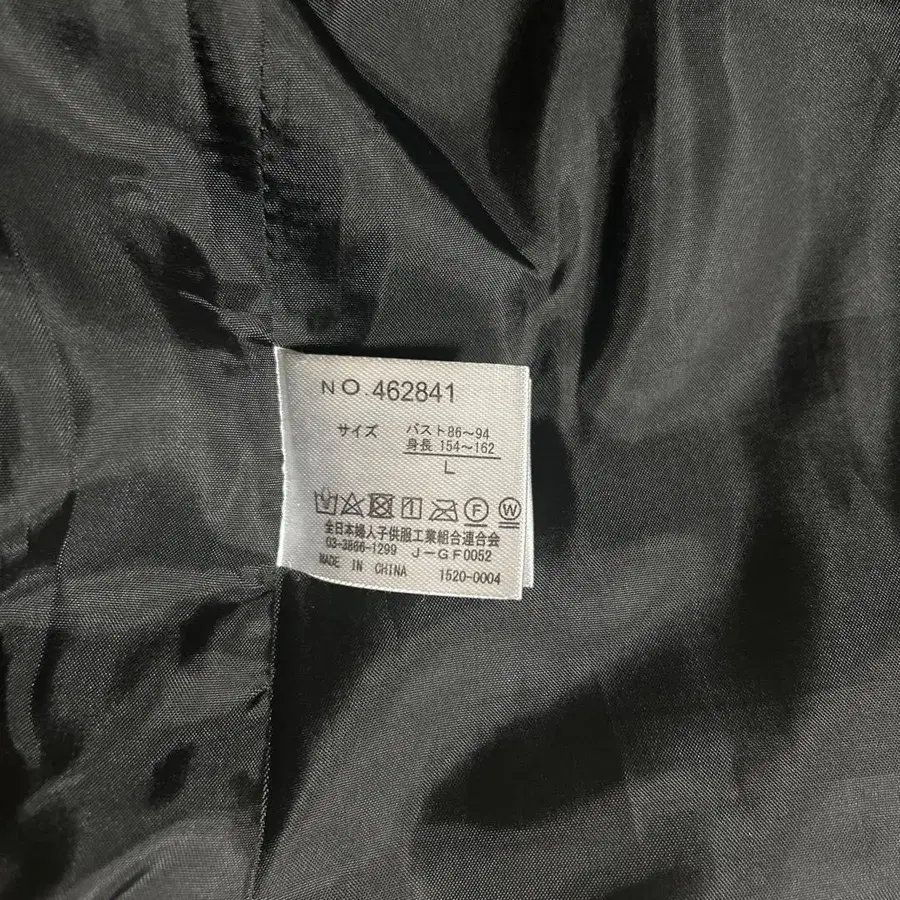 NO.462841
サイズ バスト86～94
身長 154～162
L
F W
全日本婦人子供服工業組合連合会
03-3866-1299 J-GF0052
MADE IN CHINA 1520-0004